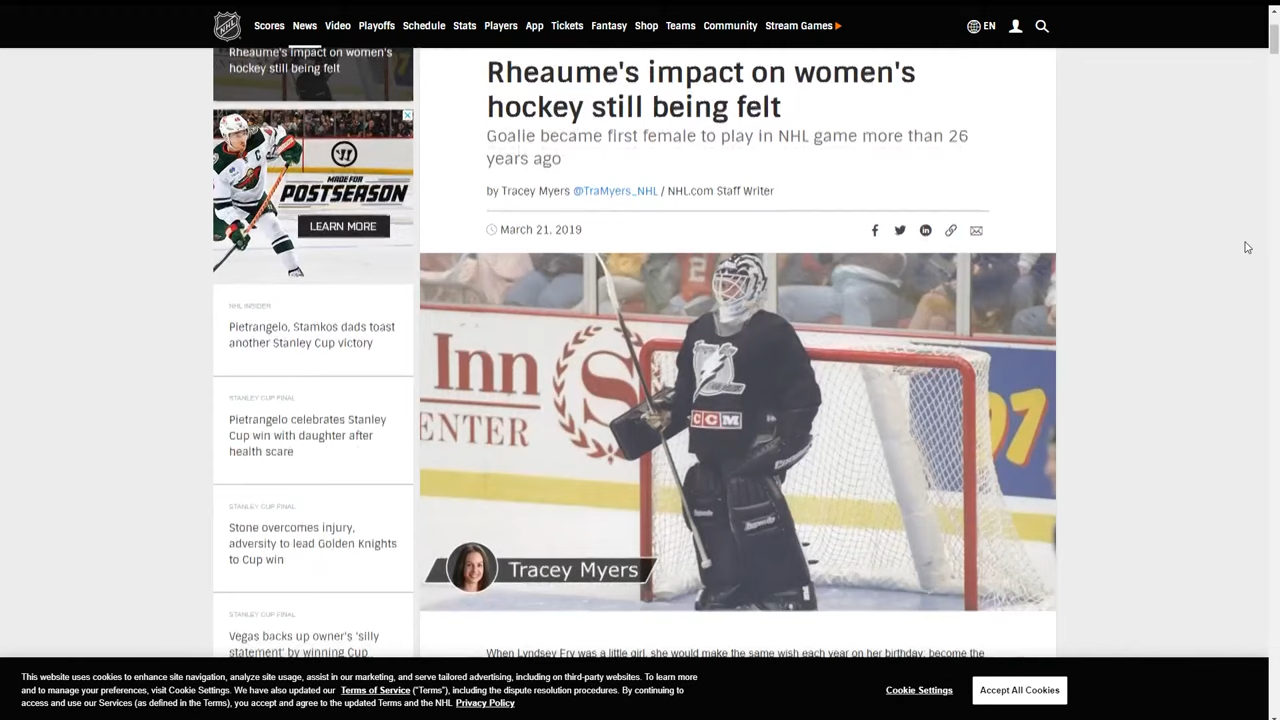 NHL
Scores News Video Playoffs Schedule Stats Players App Tickets Fantasy Shop Teams Community Stream Games EN
Rheaume's impact on women's
hockey still being felt
MADE FOR
POSTSEASON
LEARN MORE
NHL INSIDER
Pietrangelo, Stamkos dads toast
another Stanley Cup victory
STANLEY CUP FINAL
Pietrangelo celebrates Stanley
Cup win with daughter after
health scare
STANLEY CUP FINAL
Stone overcomes injury,
adversity to lead Golden Knights
to Cup win
STANLEY CUP FINAL
Vegas backs up owner's 'silly
statement' by winning Cup
Rheaume's impact on women's
hockey still being felt
Goalie became first female to play in NHL game more than 26
years ago
by Tracey Myers @TraMyers_NHL / NHL.com Staff Writer
March 21, 2019
Inn
S
ENTER
CCM
Tracey Myers
When Lyndsey Fry was a little girl, she would make the same wish each year on her birthday: become the
This website uses cookies to enhance site navigation, analyze site usage, assist in our marketing, and serve tailored advertising, including on third-party websites. To learn more
and to manage your preferences, visit Cookie Settings. We have also updated our Terms of Service ("Terms"), including the dispute resolution procedures. By continuing to
access and use our Services (as defined in the Terms), you accept and agree to the updated Terms and the NHL Privacy Policy
Cookie Settings
Accept All Cookies